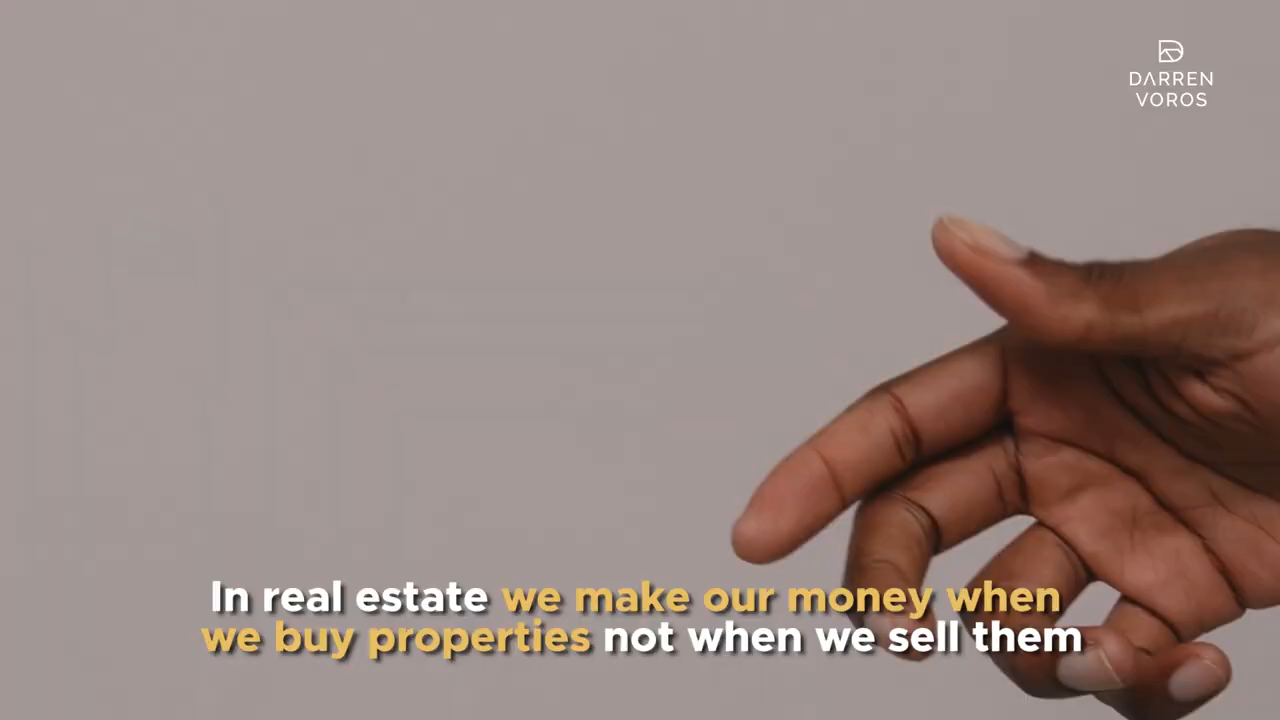 DARREN
VOROS
In real estate we make our money when
we buy properties not when we sell them